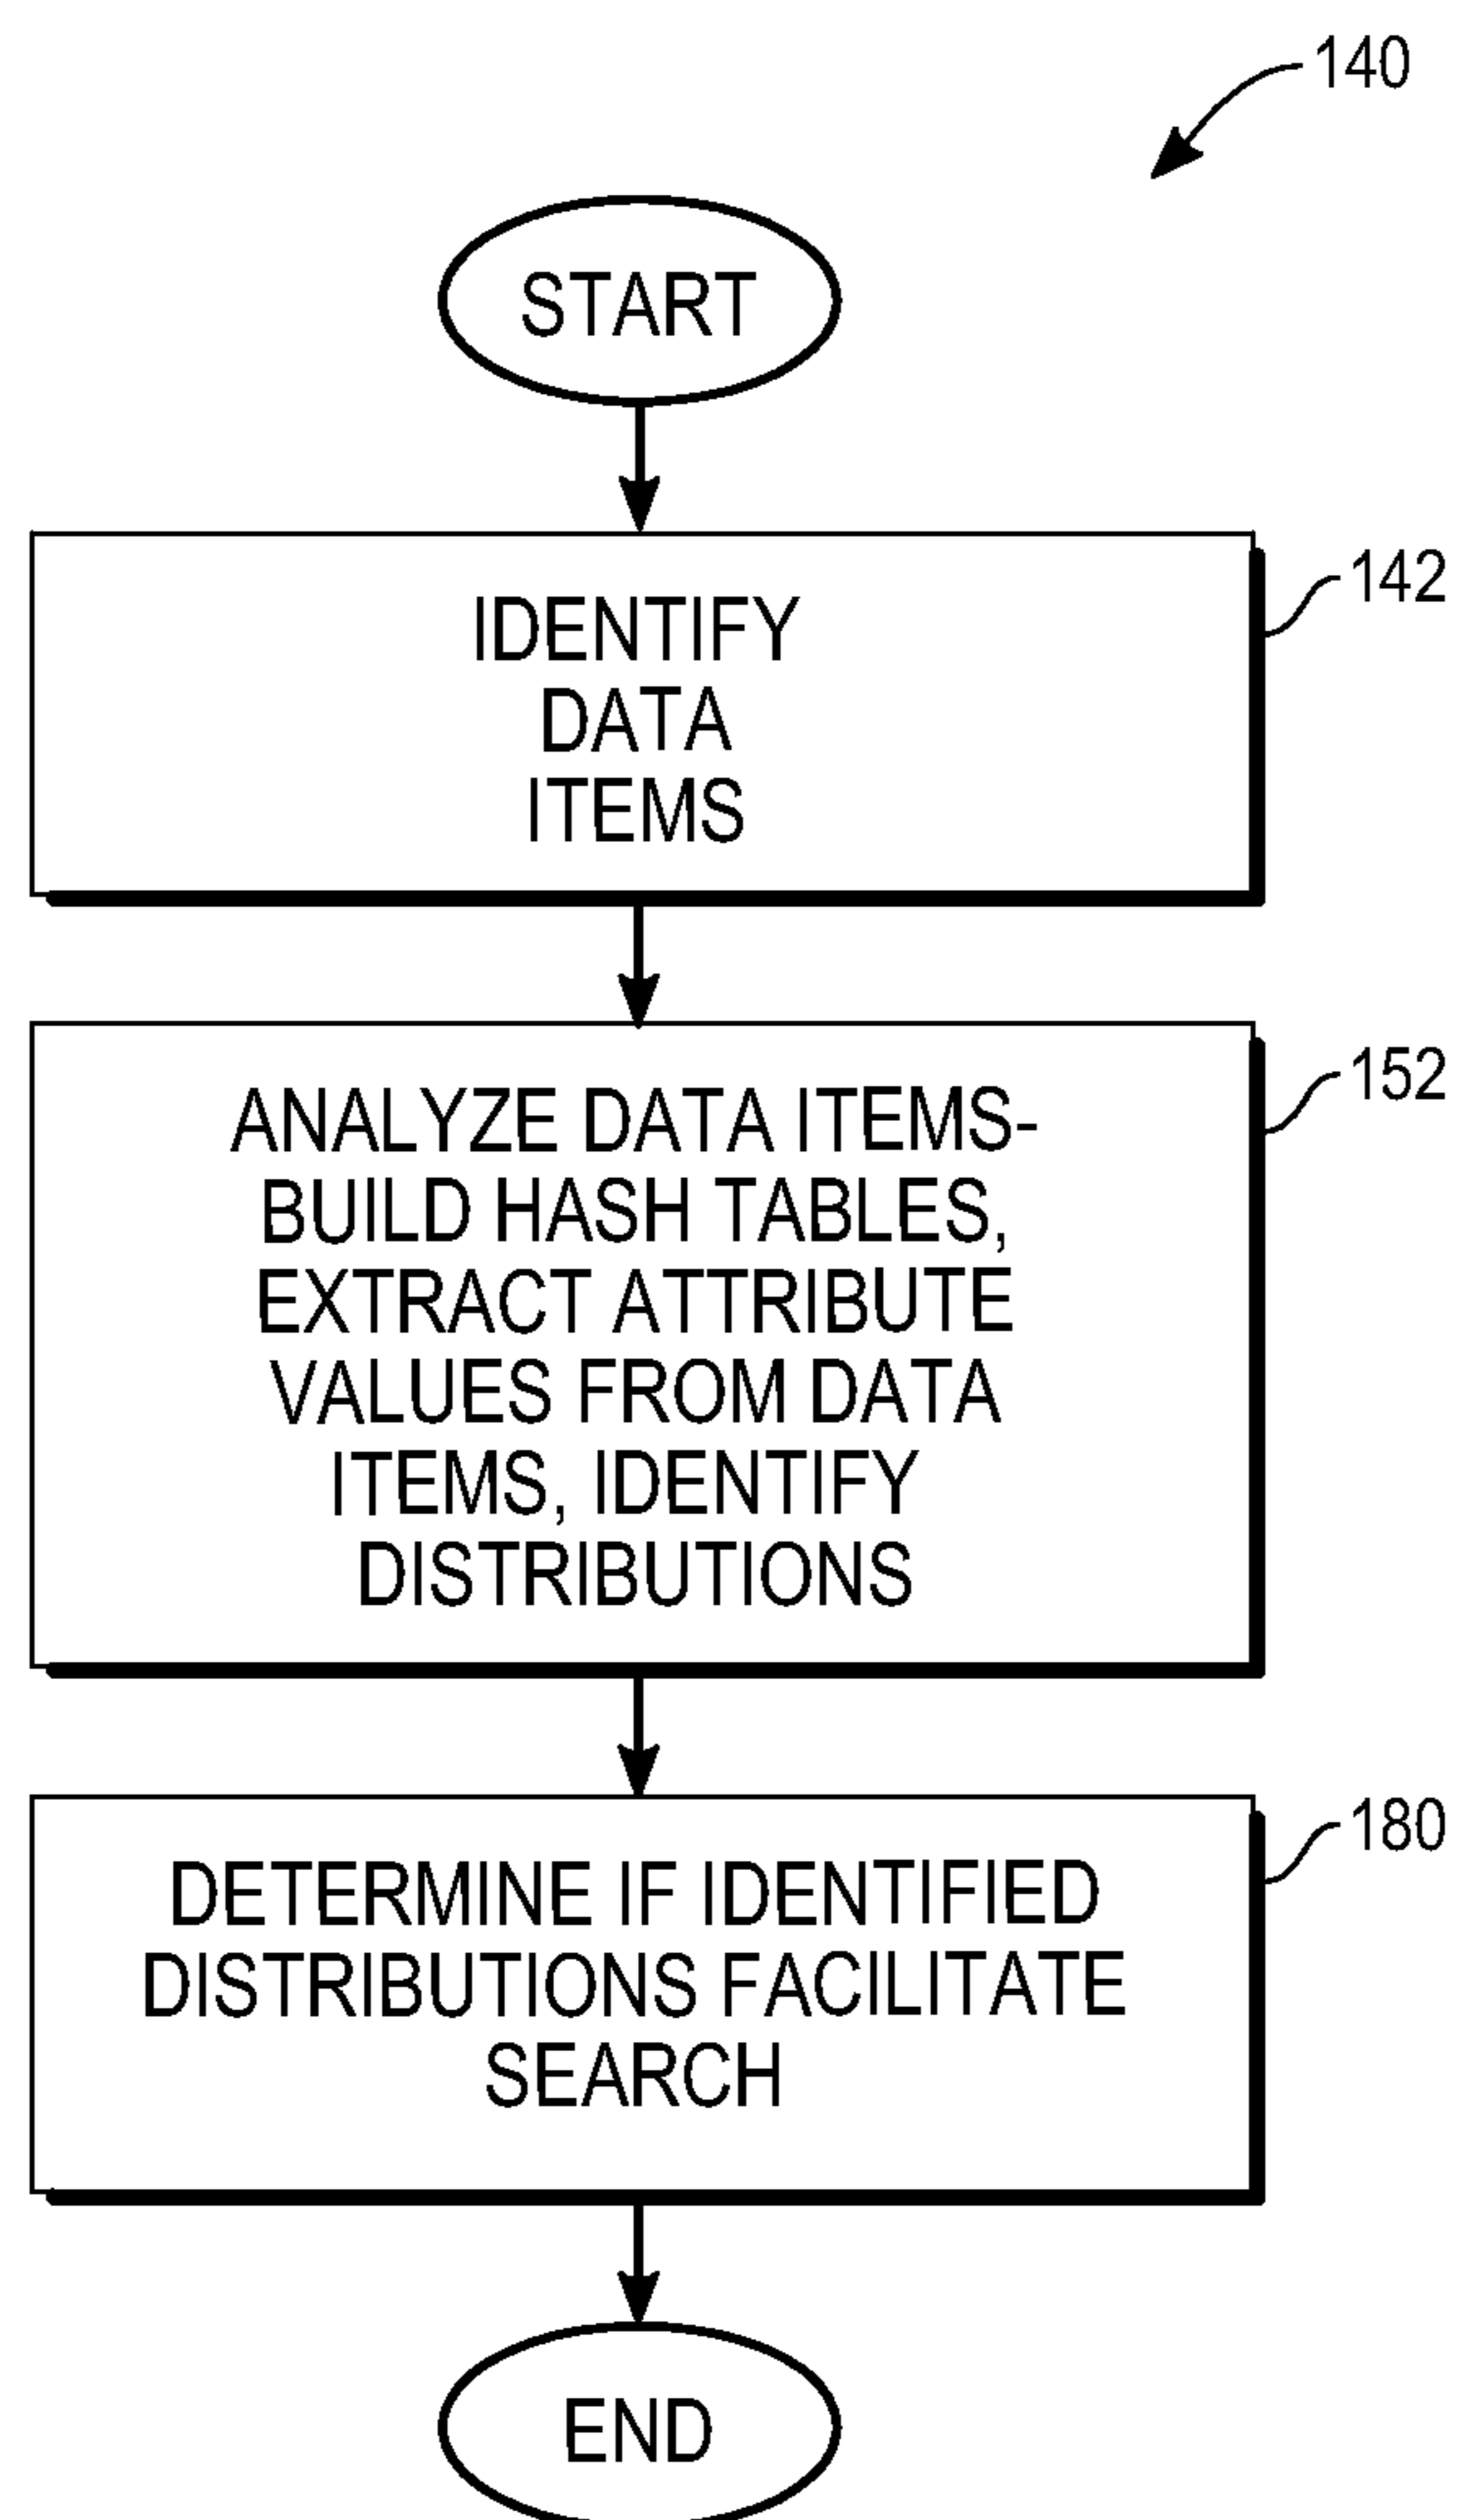 140
START
IDENTIFY
DATA
ITEMS
142
ANALYZE DATA ITEMS-
BUILD HASH TABLES,
EXTRACT ATTRIBUTE
VALUES FROM DATA
ITEMS, IDENTIFY
DISTRIBUTIONS
152
DETERMINE IF IDENTIFIED
DISTRIBUTIONS FACILITATE
SEARCH
180
END